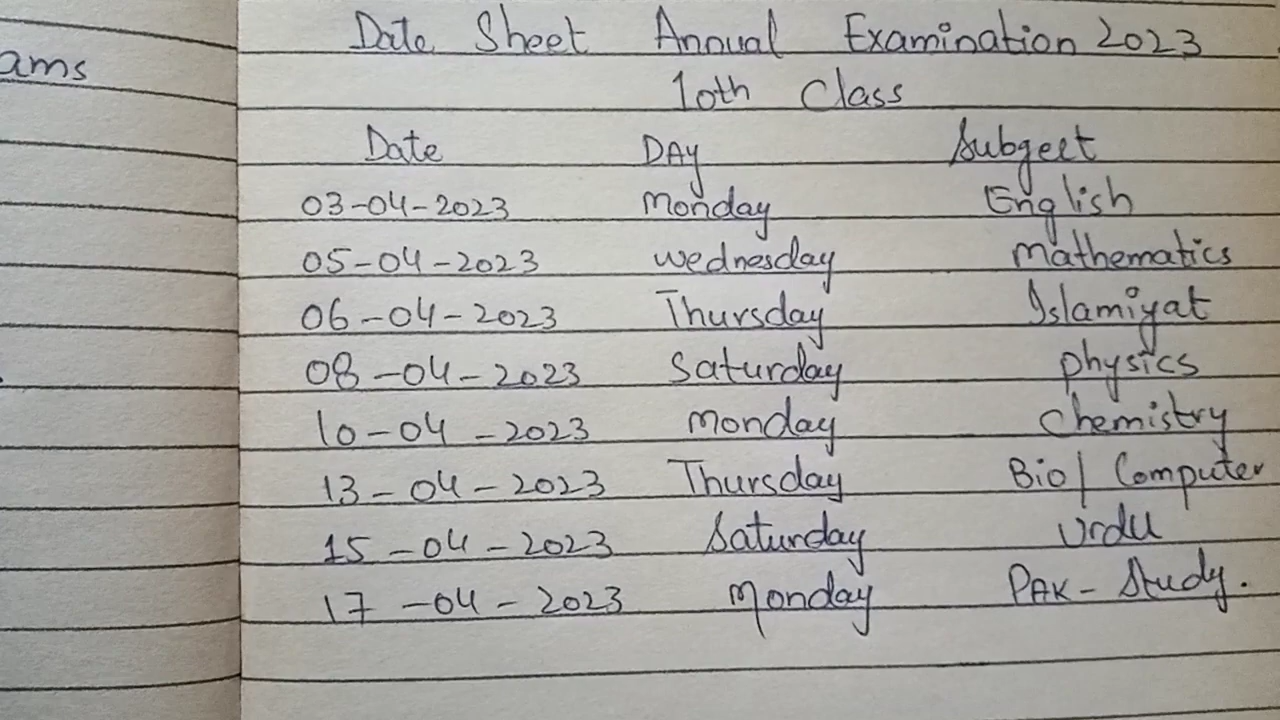 ams
Date Sheet Annual Examination 2023
10th Class
Date DAY Subgect
03-04-2023 Monday English
05-04-2023 Wednesday Mathematics
06-04-2023 Thursday Islamiyat
08-04-2023 Saturday Physics
10-04-2023 Monday Chemistry
13-04-2023 Thursday Bio/Computer
15-04-2023 Saturday Urdu
17-04-2023 Monday PAK-Study.